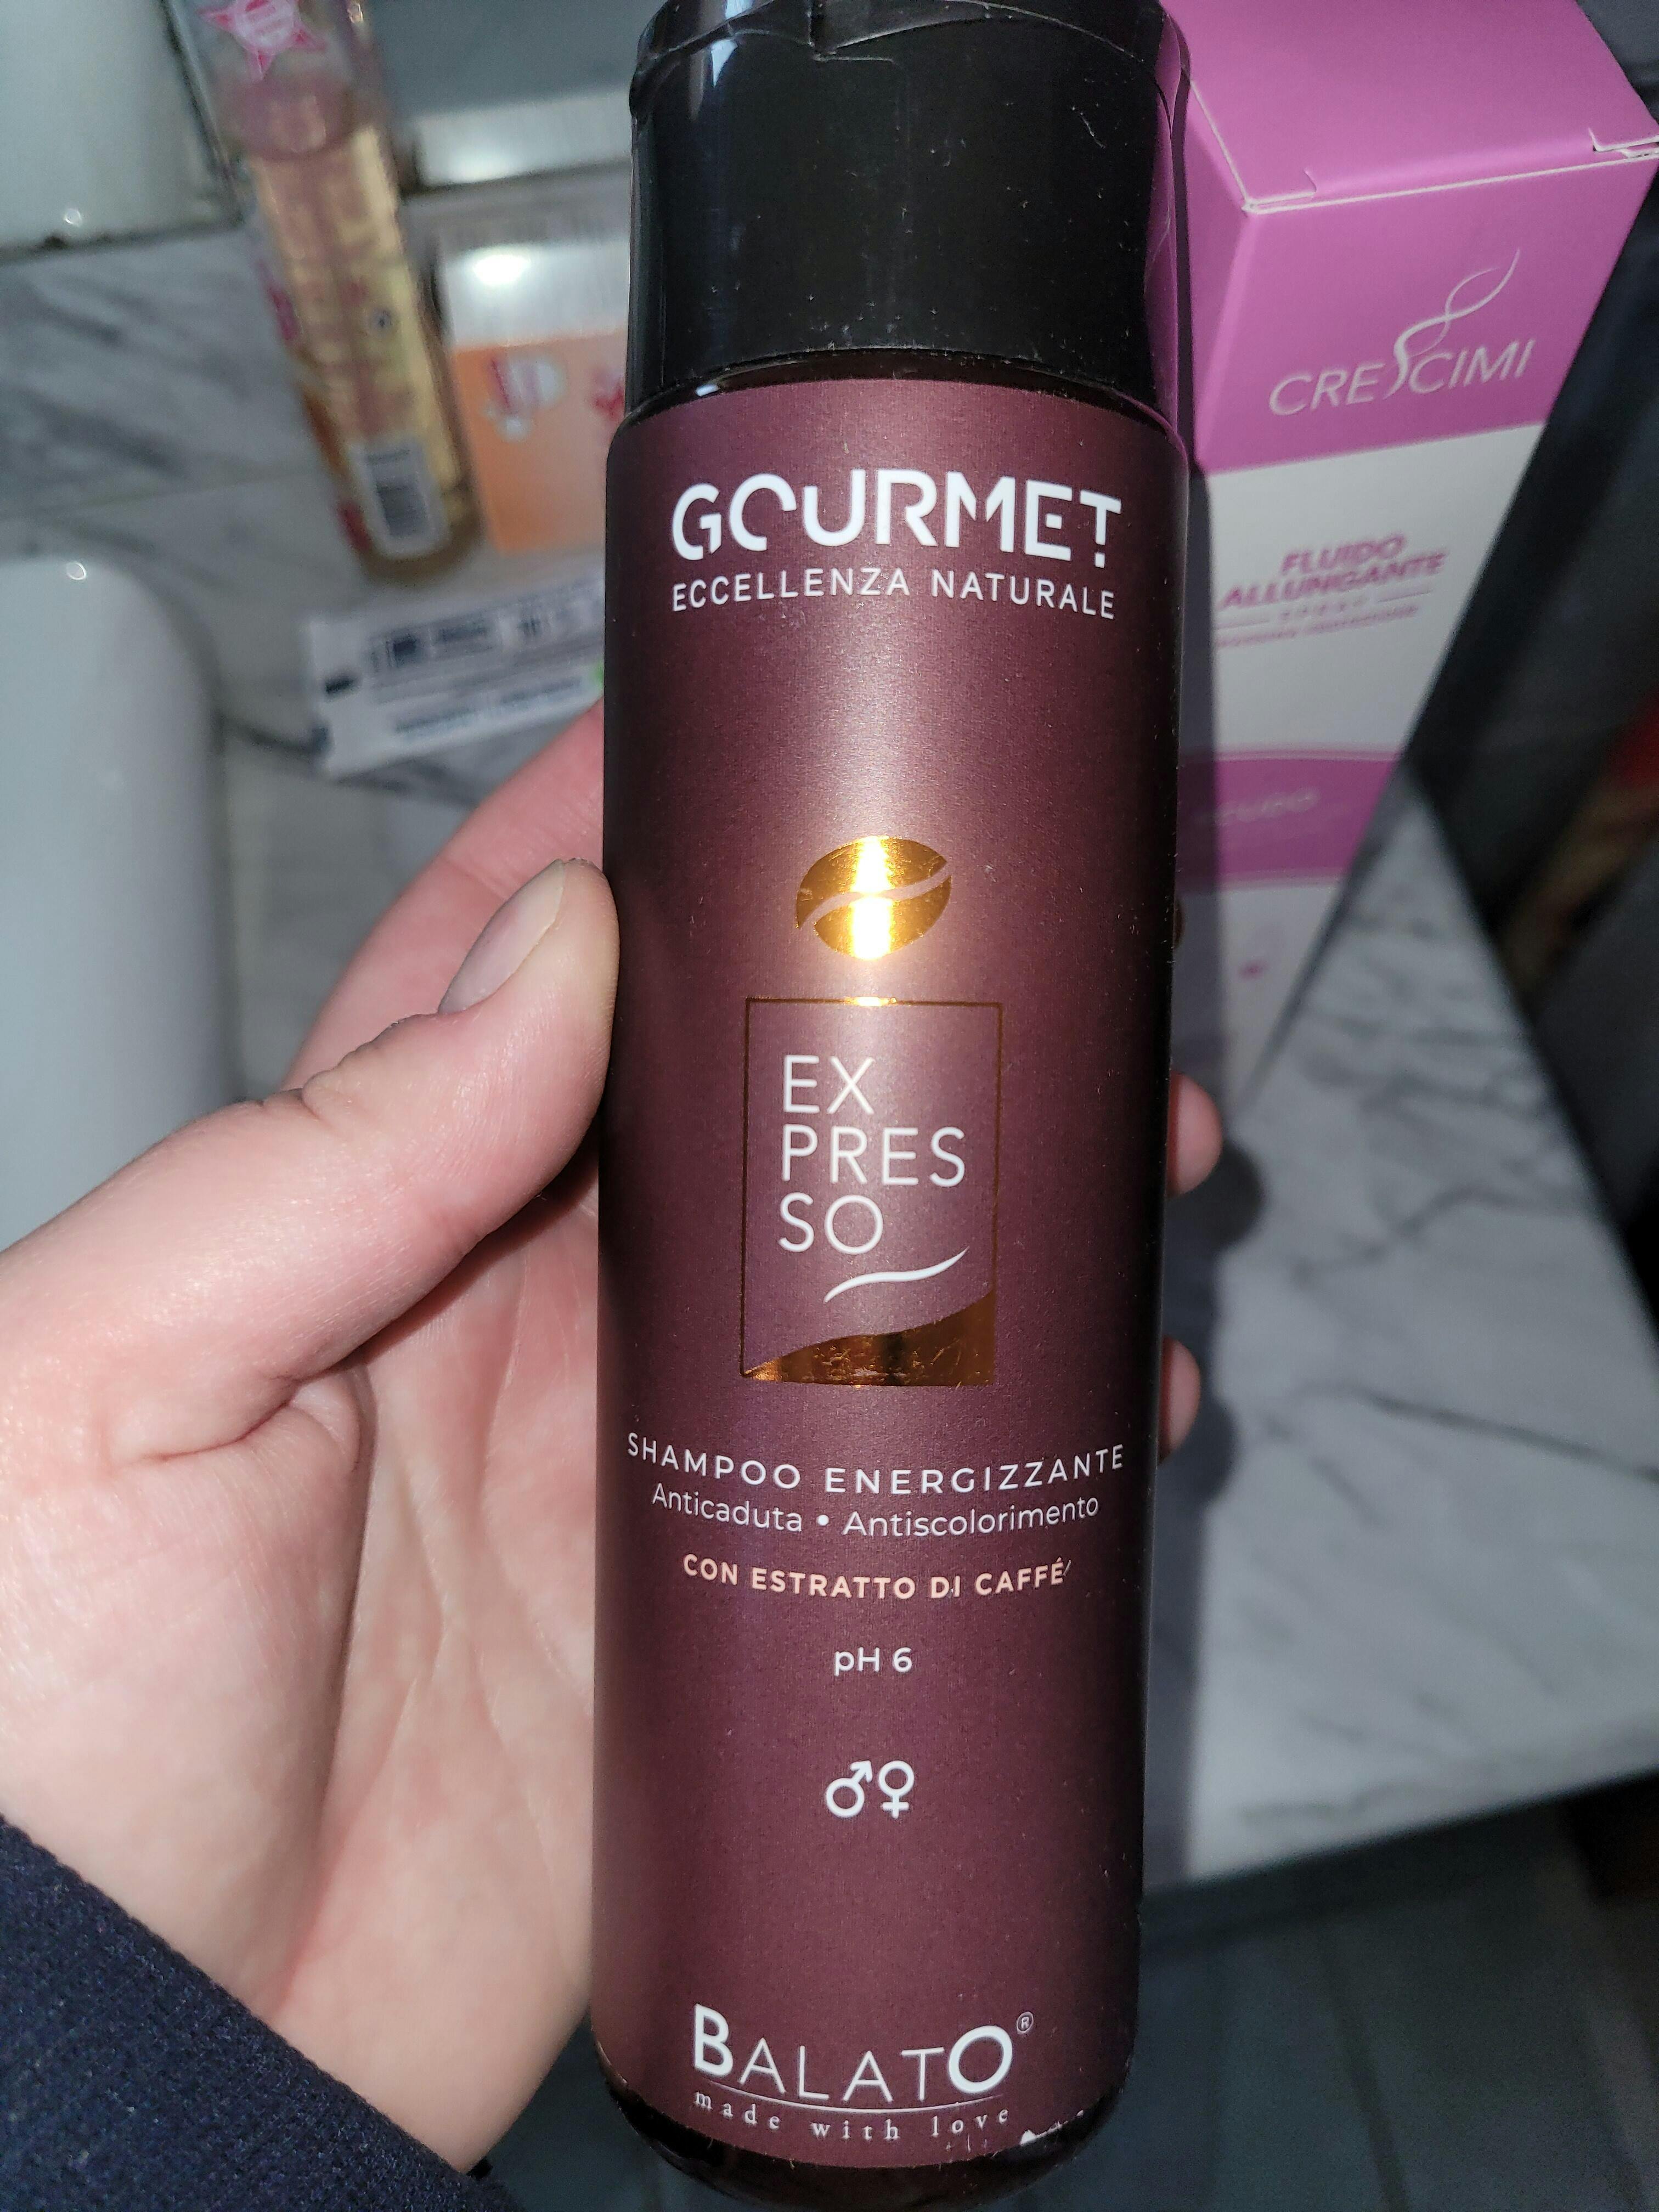 GOURMET
ECCELLENZA NATURALE
EX
PRES
SO
SHAMPOO ENERGIZZANTE
Anticaduta • Antiscolorimento
CON ESTRATTO DI CAFFÉ
pH 6
♂♀
BALATO®
made with love
CRESCIMI
FLUIDO
ALLUNGANTE